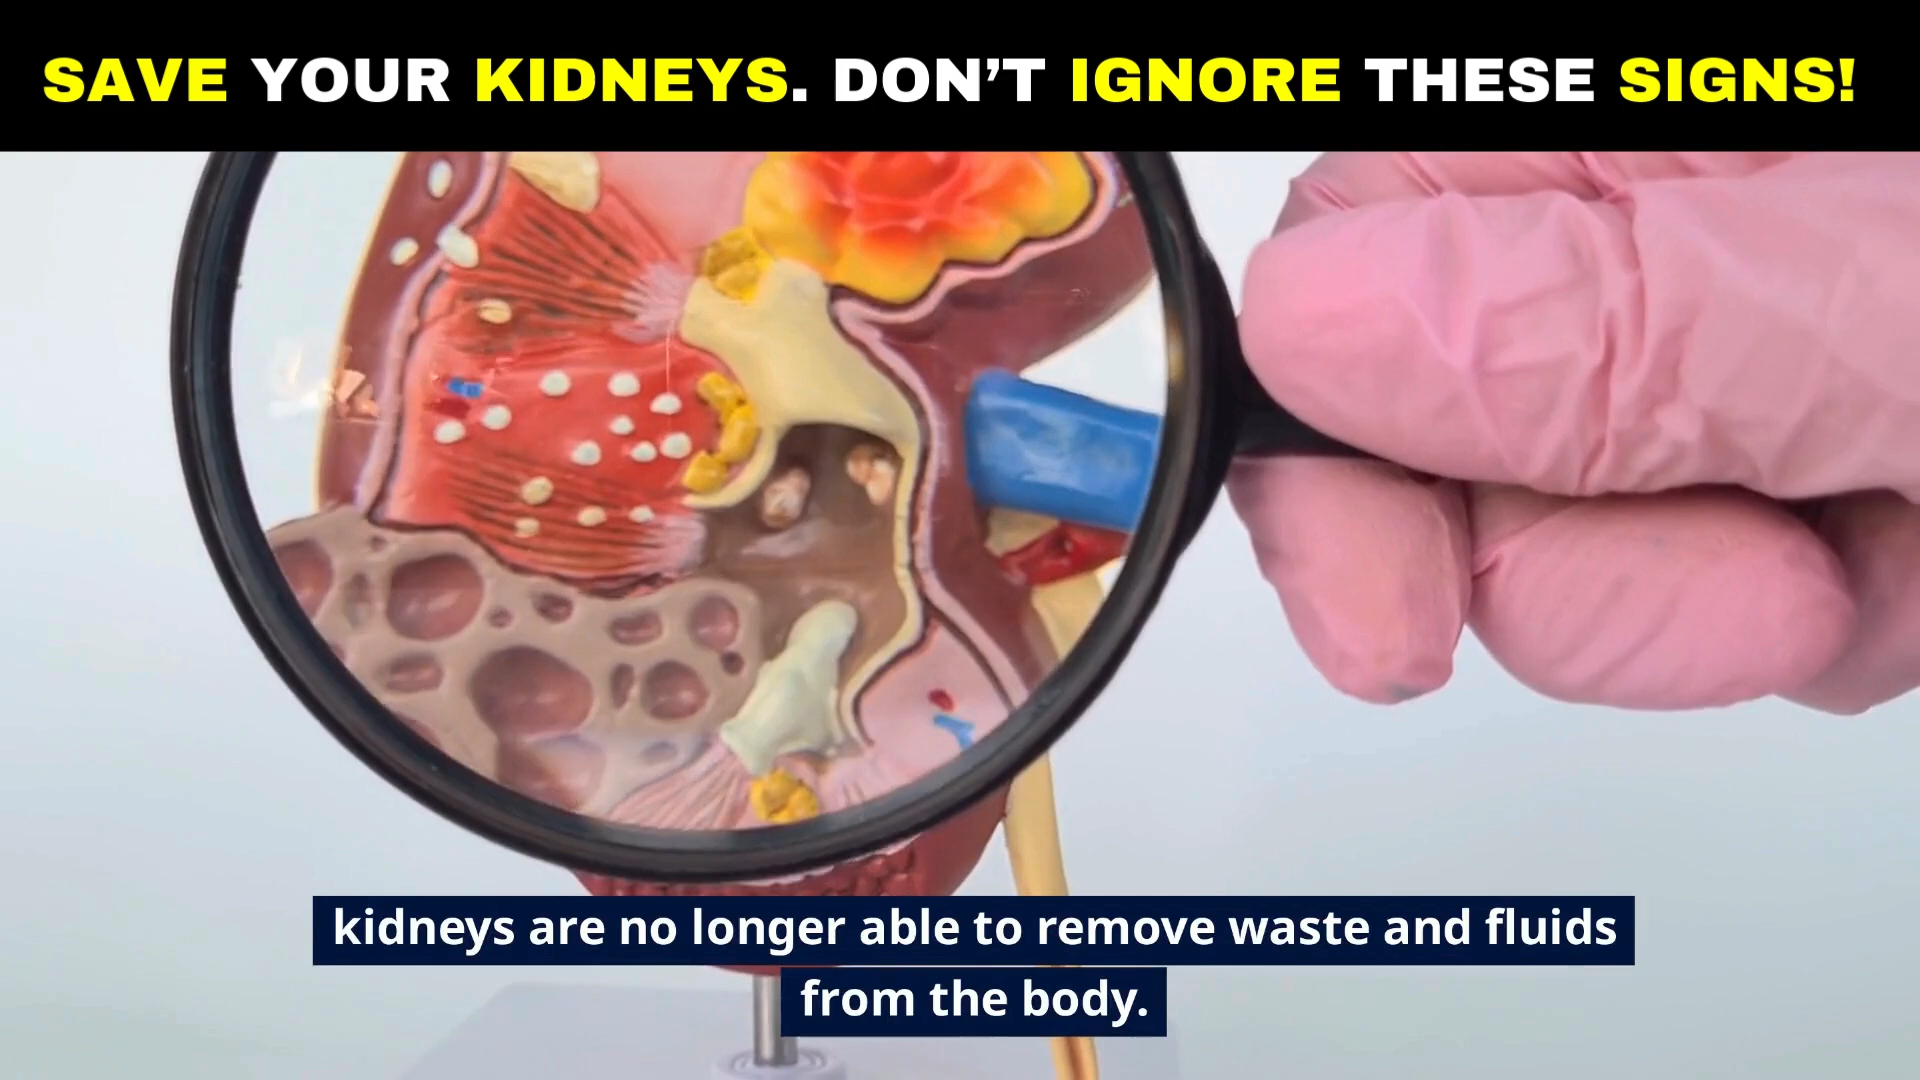 SAVE YOUR KIDNEYS. DON’T IGNORE THESE SIGNS!
kidneys are no longer able to remove waste and fluids
from the body.